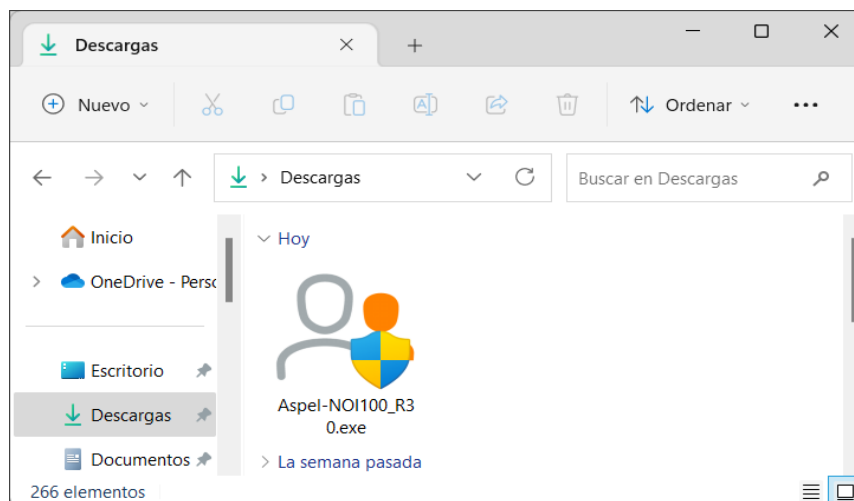 Descargas
Nuevo
Ordenar
Descargas
Buscar en Descargas
Inicio
OneDrive - Persc
Escritorio
Descargas
Documentos
Hoy
Aspel-NOI100_R3
0.exe
La semana pasada
266 elementos